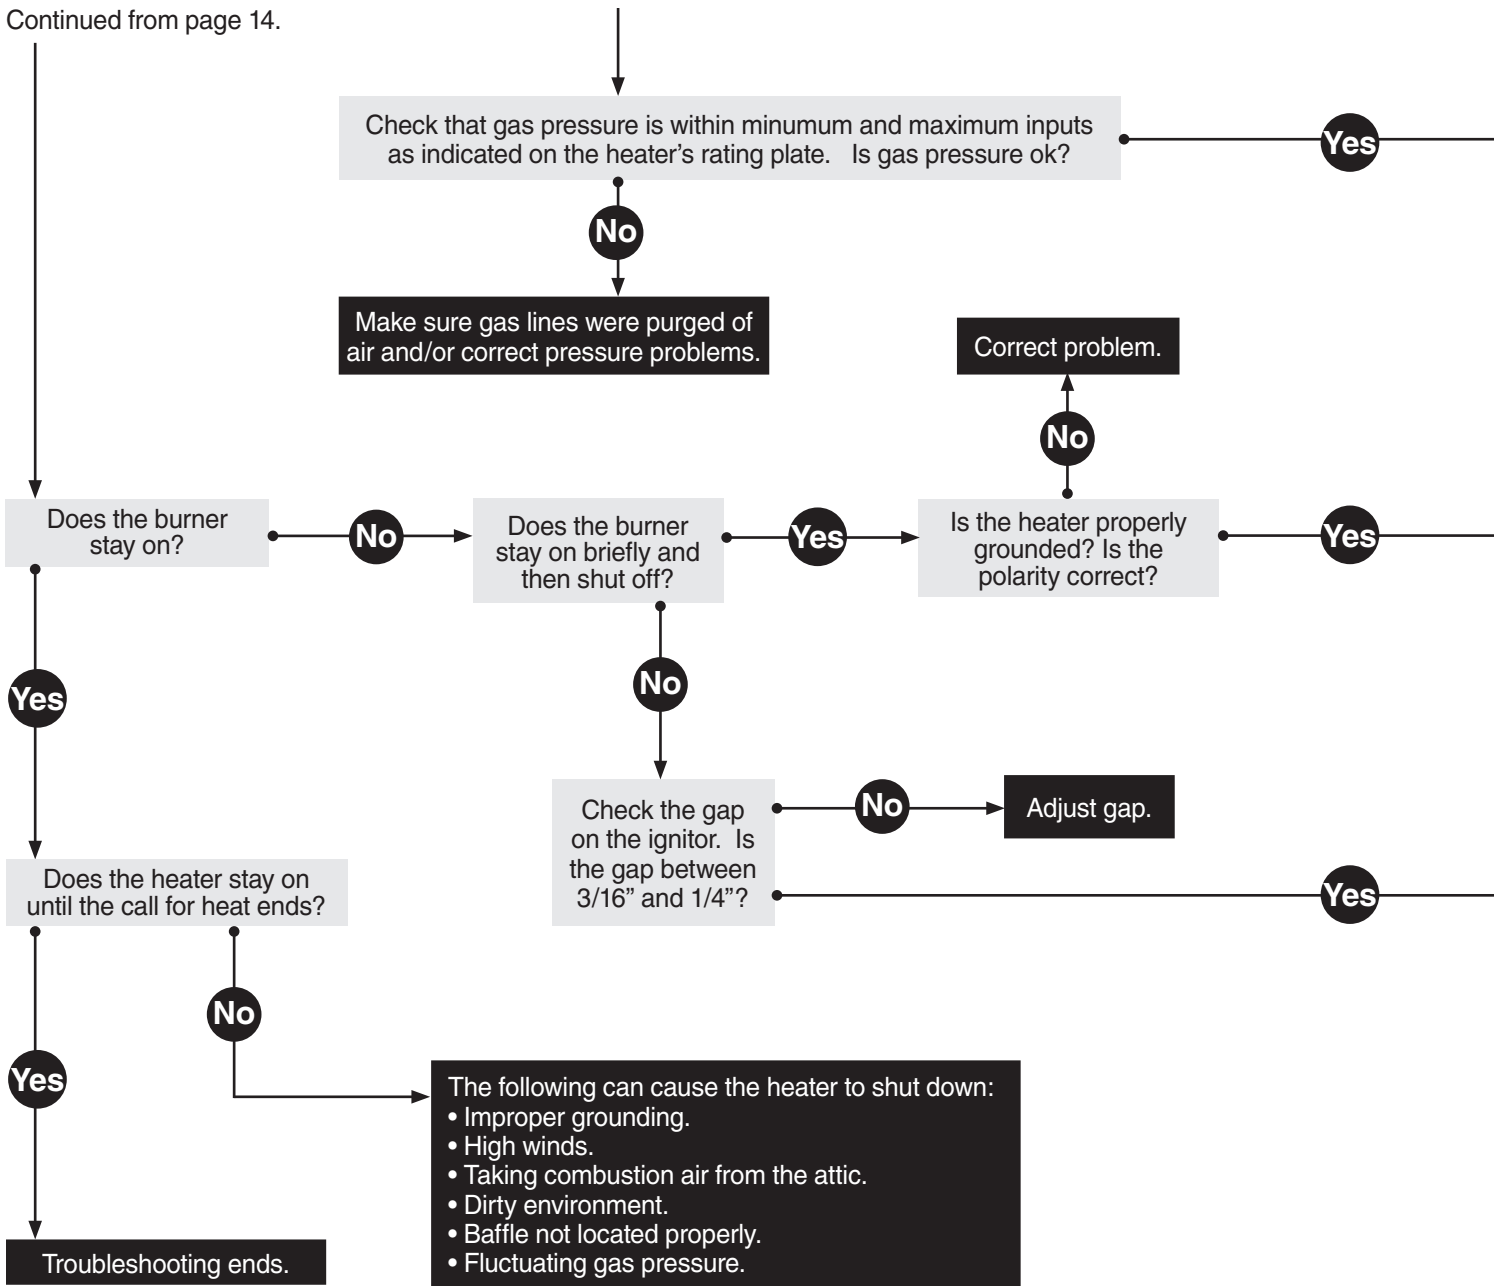 Continued from page 14.
Check that gas pressure is within minumum and maximum inputs
as indicated on the heater's rating plate.   Is gas pressure ok?
Yes
No
Make sure gas lines were purged of
air and/or correct pressure problems.
Correct problem.
No
Does the burner
stay on?
No
Does the burner
stay on briefly and
then shut off?
Yes
Is the heater properly
grounded? Is the
polarity correct?
Yes
Yes
No
Check the gap
on the ignitor.  Is
the gap between
3/16” and 1/4”?
No
Adjust gap.
Yes
Does the heater stay on
until the call for heat ends?
No
Yes
The following can cause the heater to shut down:
• Improper grounding.
• High winds.
• Taking combustion air from the attic.
• Dirty environment.
• Baffle not located properly.
• Fluctuating gas pressure.
Troubleshooting ends.